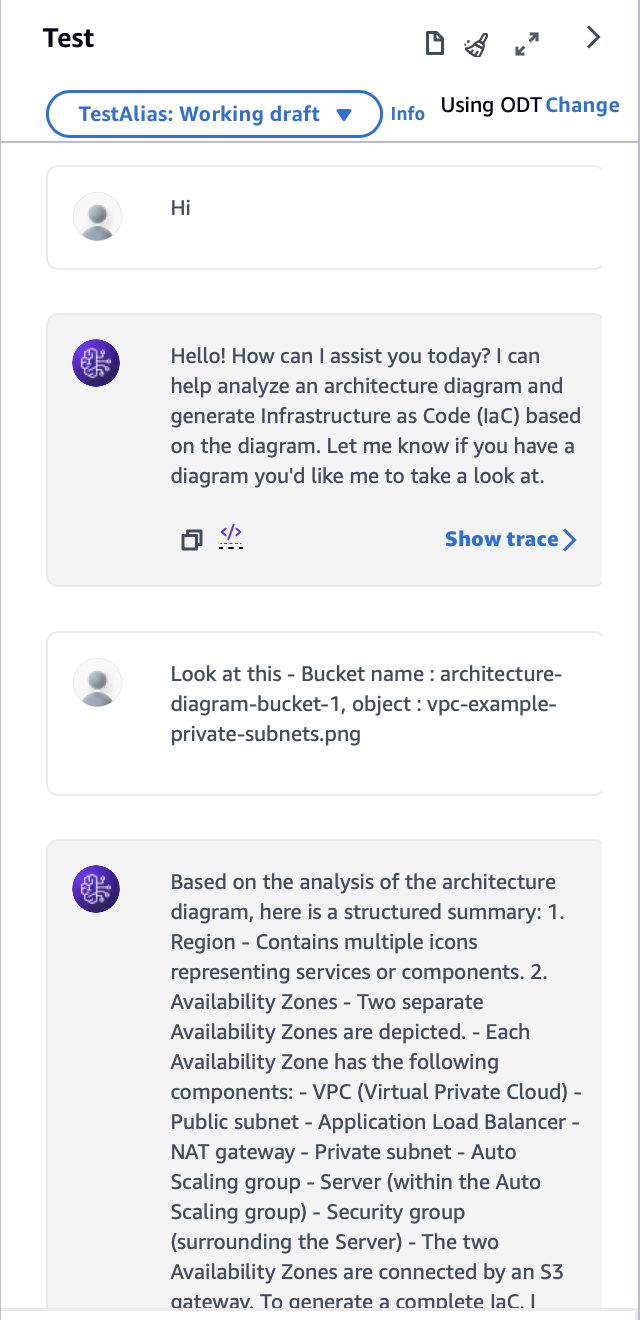 Test
TestAlias: Working draft
Info
Using ODT Change
Hi
Hello! How can I assist you today? I can
help analyze an architecture diagram and
generate Infrastructure as Code (IaC) based
on the diagram. Let me know if you have a
diagram you'd like me to take a look at.
</>
Show trace
Look at this - Bucket name : architecture-
diagram-bucket-1, object : vpc-example-
private-subnets.png
Based on the analysis of the architecture
diagram, here is a structured summary: 1.
Region - Contains multiple icons
representing services or components. 2.
Availability Zones - Two separate
Availability Zones are depicted. - Each
Availability Zone has the following
components: - VPC (Virtual Private Cloud) -
Public subnet - Application Load Balancer -
NAT gateway - Private subnet - Auto
Scaling group - Server (within the Auto
Scaling group) - Security group
(surrounding the Server) - The two
Availability Zones are connected by an S3
gateway. To generate a complete IaC, I